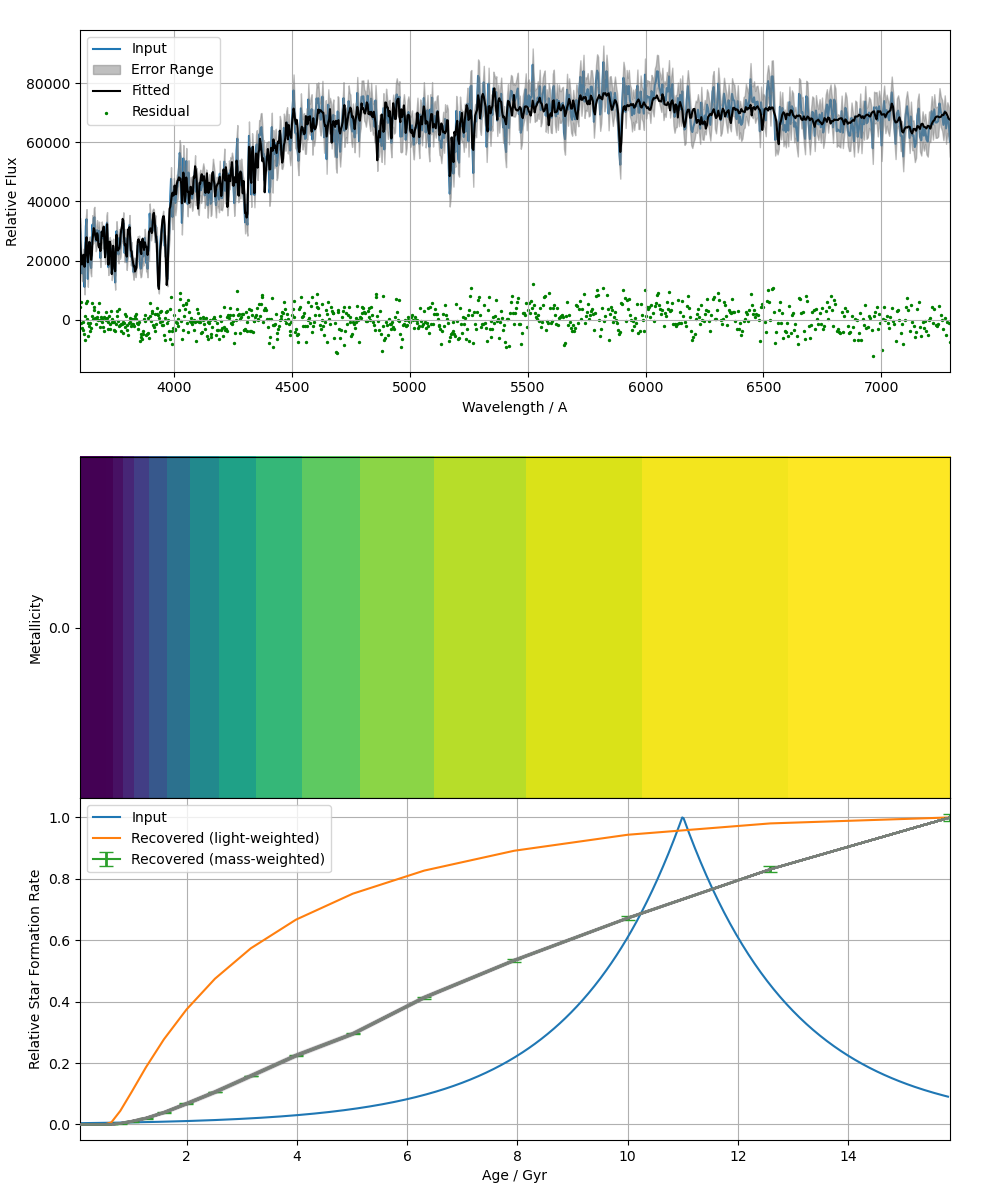 Input
Error Range
Fitted
Residual
80000
60000
40000
20000
0
Relative Flux
4000 4500 5000 5500 6000 6500 7000
Wavelength / A
Metallicity
0.0
Input
Recovered (light-weighted)
Recovered (mass-weighted)
1.0
0.8
0.6
0.4
0.2
0.0
Relative Star Formation Rate
2 4 6 8 10 12 14
Age / Gyr